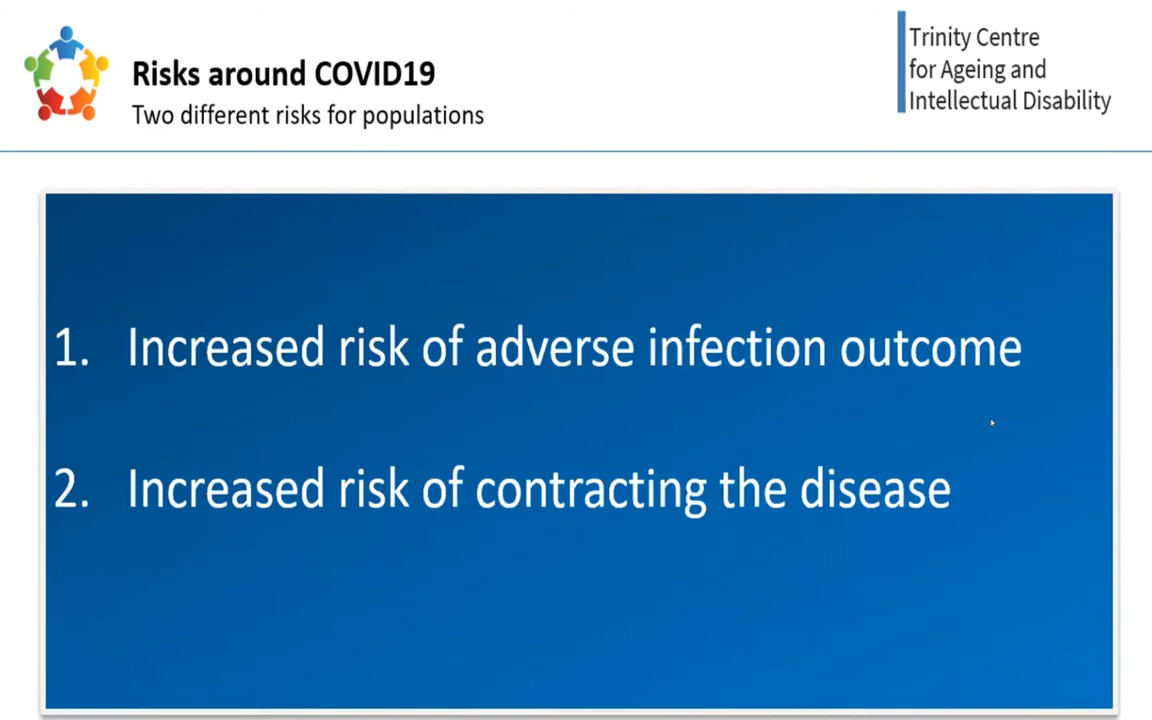 Risks around COVID19
Two different risks for populations
Trinity Centre
for Ageing and
Intellectual Disability
1. Increased risk of adverse infection outcome
2. Increased risk of contracting the disease